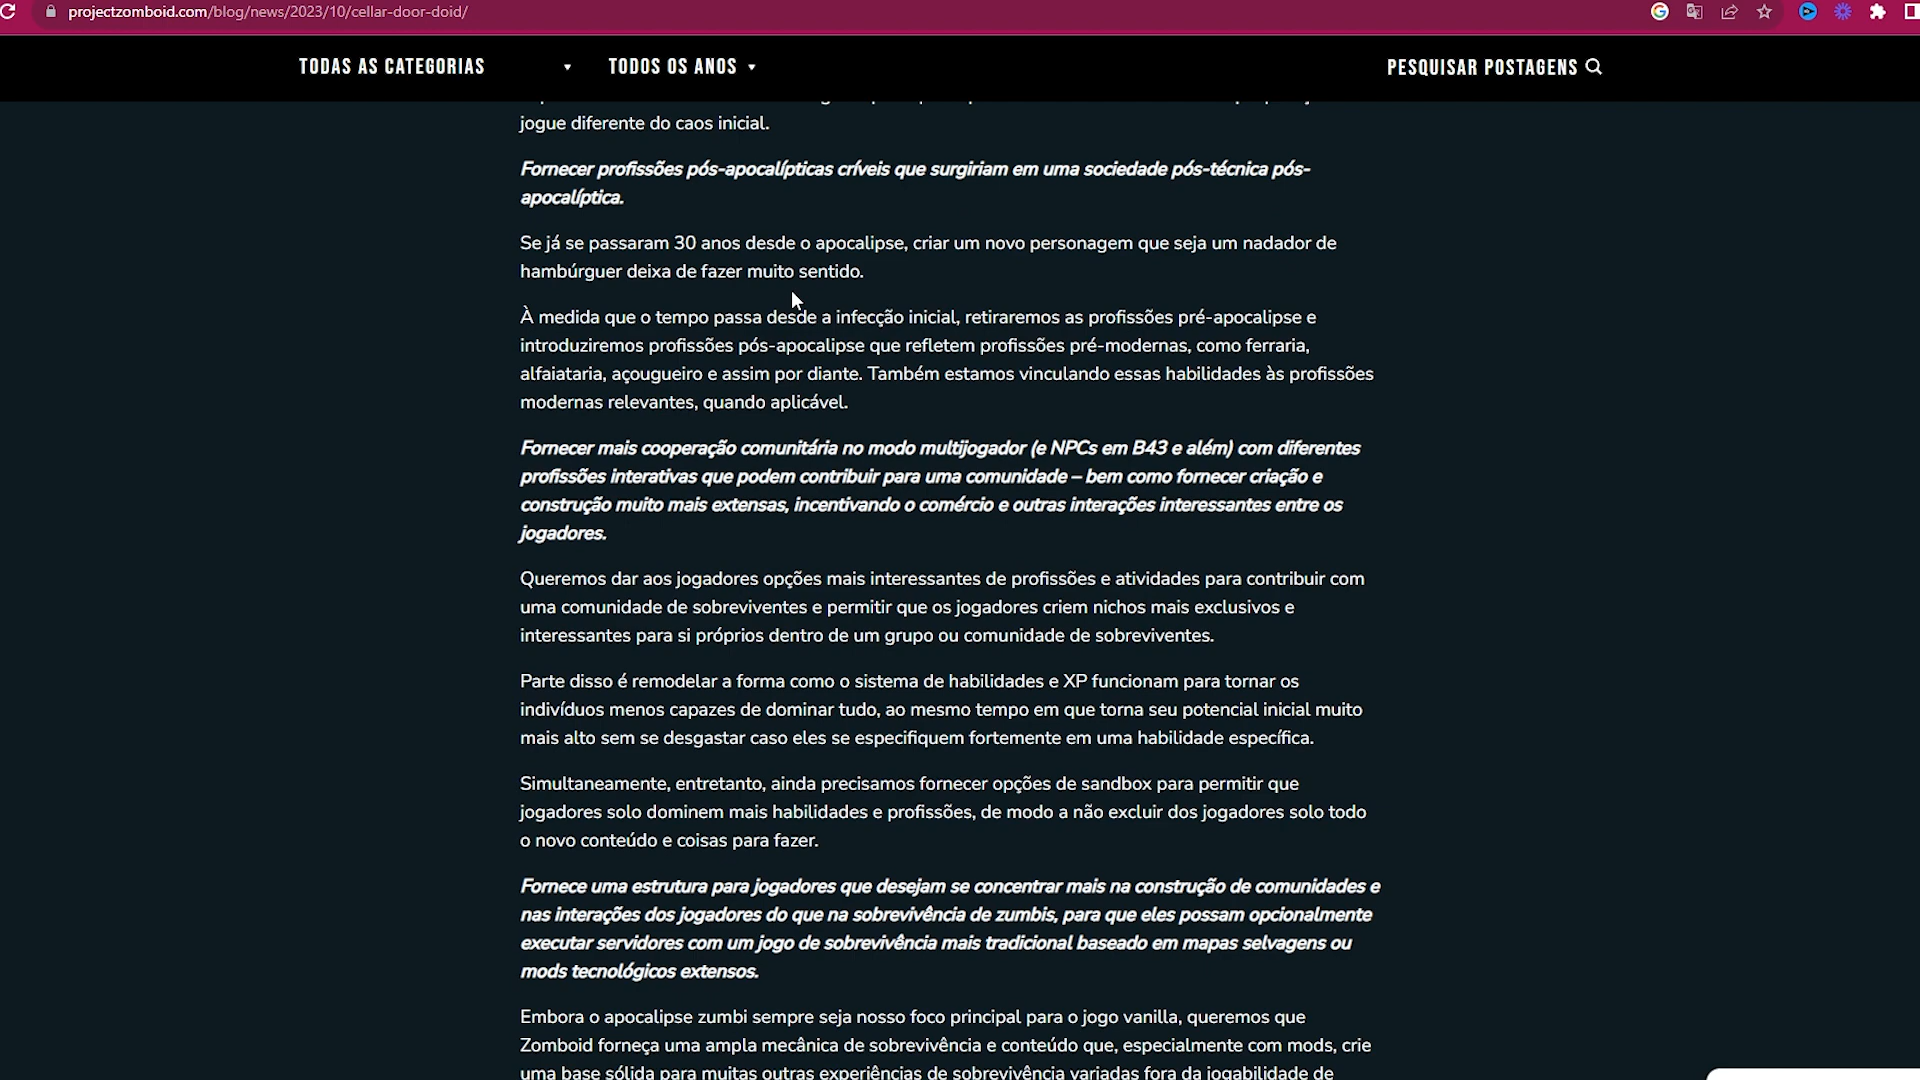 projectzomboid.com/blog/news/2023/10/cellar-door-doid/
TODAS AS CATEGORIAS
TODOS OS ANOS
PESQUISAR POSTAGENS
jogue diferente do caos inicial.
Fornecer profissões pós-apocalípticas críveis que surgiriam em uma sociedade pós-técnica pós-
apocalíptica.
Se já se passaram 30 anos desde o apocalipse, criar um novo personagem que seja um nadador de
hambúrguer deixa de fazer muito sentido.
À medida que o tempo passa desde a infecção inicial, retiraremos as profissões pré-apocalipse e
introduziremos profissões pós-apocalipse que refletem profissões pré-modernas, como ferraria,
alfaiataria, açougueiro e assim por diante. Também estamos vinculando essas habilidades às profissões
modernas relevantes, quando aplicável.
Fornecer mais cooperação comunitária no modo multijogador (e NPCs em B43 e além) com diferentes
profissões interativas que podem contribuir para uma comunidade – bem como fornecer criação e
construção muito mais extensas, incentivando o comércio e outras interações interessantes entre os
jogadores.
Queremos dar aos jogadores opções mais interessantes de profissões e atividades para contribuir com
uma comunidade de sobreviventes e permitir que os jogadores criem nichos mais exclusivos e
interessantes para si próprios dentro de um grupo ou comunidade de sobreviventes.
Parte disso é remodelar a forma como o sistema de habilidades e XP funcionam para tornar os
indivíduos menos capazes de dominar tudo, ao mesmo tempo em que torna seu potencial inicial muito
mais alto sem se desgastar caso eles se especifiquem fortemente em uma habilidade específica.
Simultaneamente, entretanto, ainda precisamos fornecer opções de sandbox para permitir que
jogadores solo dominem mais habilidades e profissões, de modo a não excluir dos jogadores solo todo
o novo conteúdo e coisas para fazer.
Fornece uma estrutura para jogadores que desejam se concentrar mais na construção de comunidades e
nas interações dos jogadores do que na sobrevivência de zumbis, para que eles possam opcionalmente
executar servidores com um jogo de sobrevivência mais tradicional baseado em mapas selvagens ou
mods tecnológicos extensos.
Embora o apocalipse zumbi sempre seja nosso foco principal para o jogo vanilla, queremos que
Zomboid forneça uma ampla mecânica de sobrevivência e conteúdo que, especialmente com mods, crie
uma base sólida para muitas outras experiências de sobrevivência variadas fora da jogabilidade de